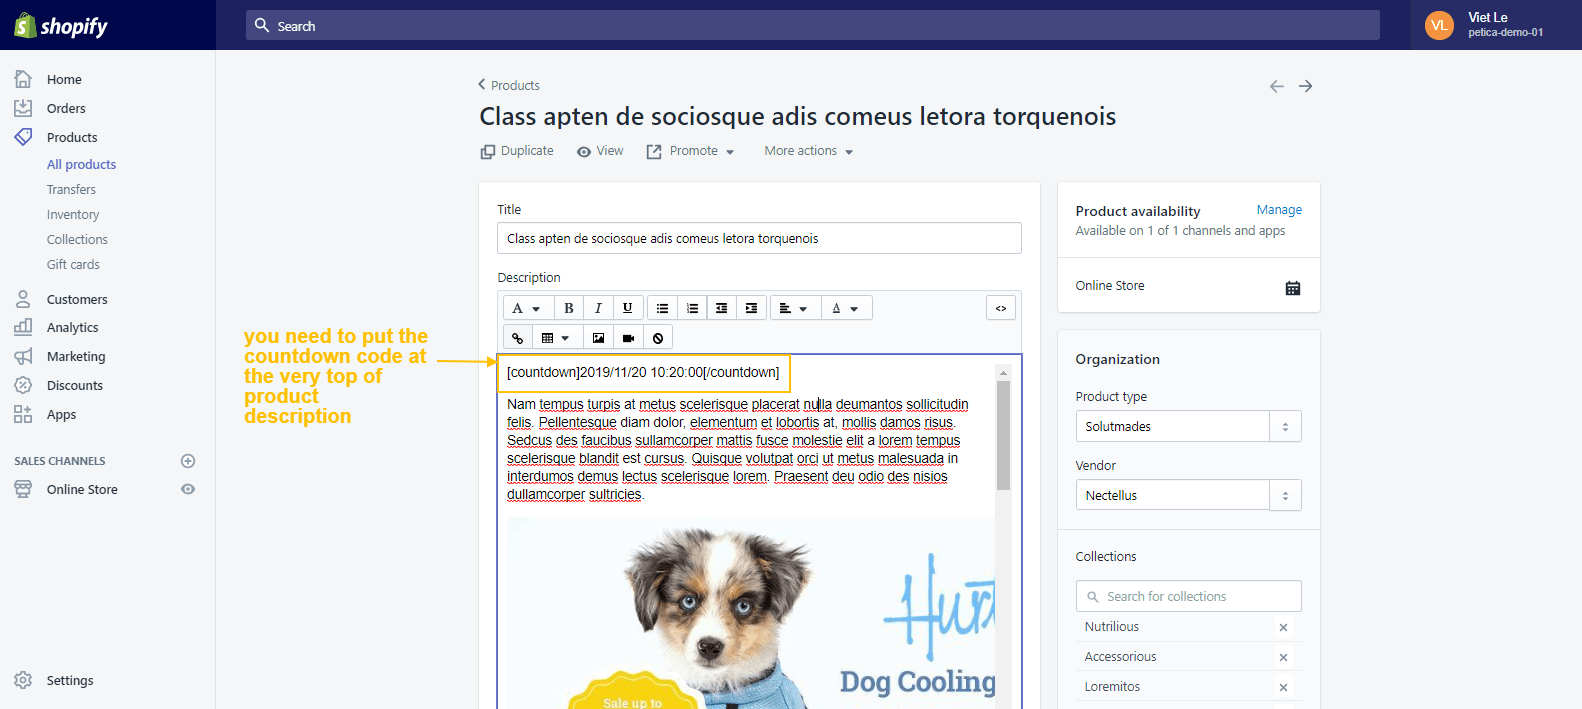 shopify
Search
VL
Viet Le
petica-demo-01
Home
Orders
Products
All products
Transfers
Inventory
Collections
Gift cards
Customers
Analytics
Marketing
Discounts
Apps
SALES CHANNELS
Online Store
Settings
you need to put the
countdown code at
the very top of
product
description
Products
Class apten de sociosque adis comeus letora torquenois
Duplicate
View
Promote
More actions
Title
Class apten de sociosque adis comeus letora torquenois
Description
A
B
I
U
A
<>
[countdown]2019/11/20 10:20:00[/countdown]
Nam tempus turpis at metus scelerisque placerat nulla deumantos sollicitudin
felis. Pellentesque diam dolor, elementum et lobortis at, mollis damos risus.
Sedcus des faucibus sullamcorper mattis fusce molestie elit a lorem tempus
scelerisque blandit est cursus. Quisque volutpat orci ut metus malesuada in
interdumos demus lectus scelerisque lorem. Praesent deu odio des nisios
dullamcorper sultricies.
Hurt
Dog Cooling
Sale up to
Product availability
Manage
Available on 1 of 1 channels and apps
Online Store
Organization
Product type
Solutmades
Vendor
Nectellus
Collections
Search for collections
Nutrilious
Accessorious
Loremitos